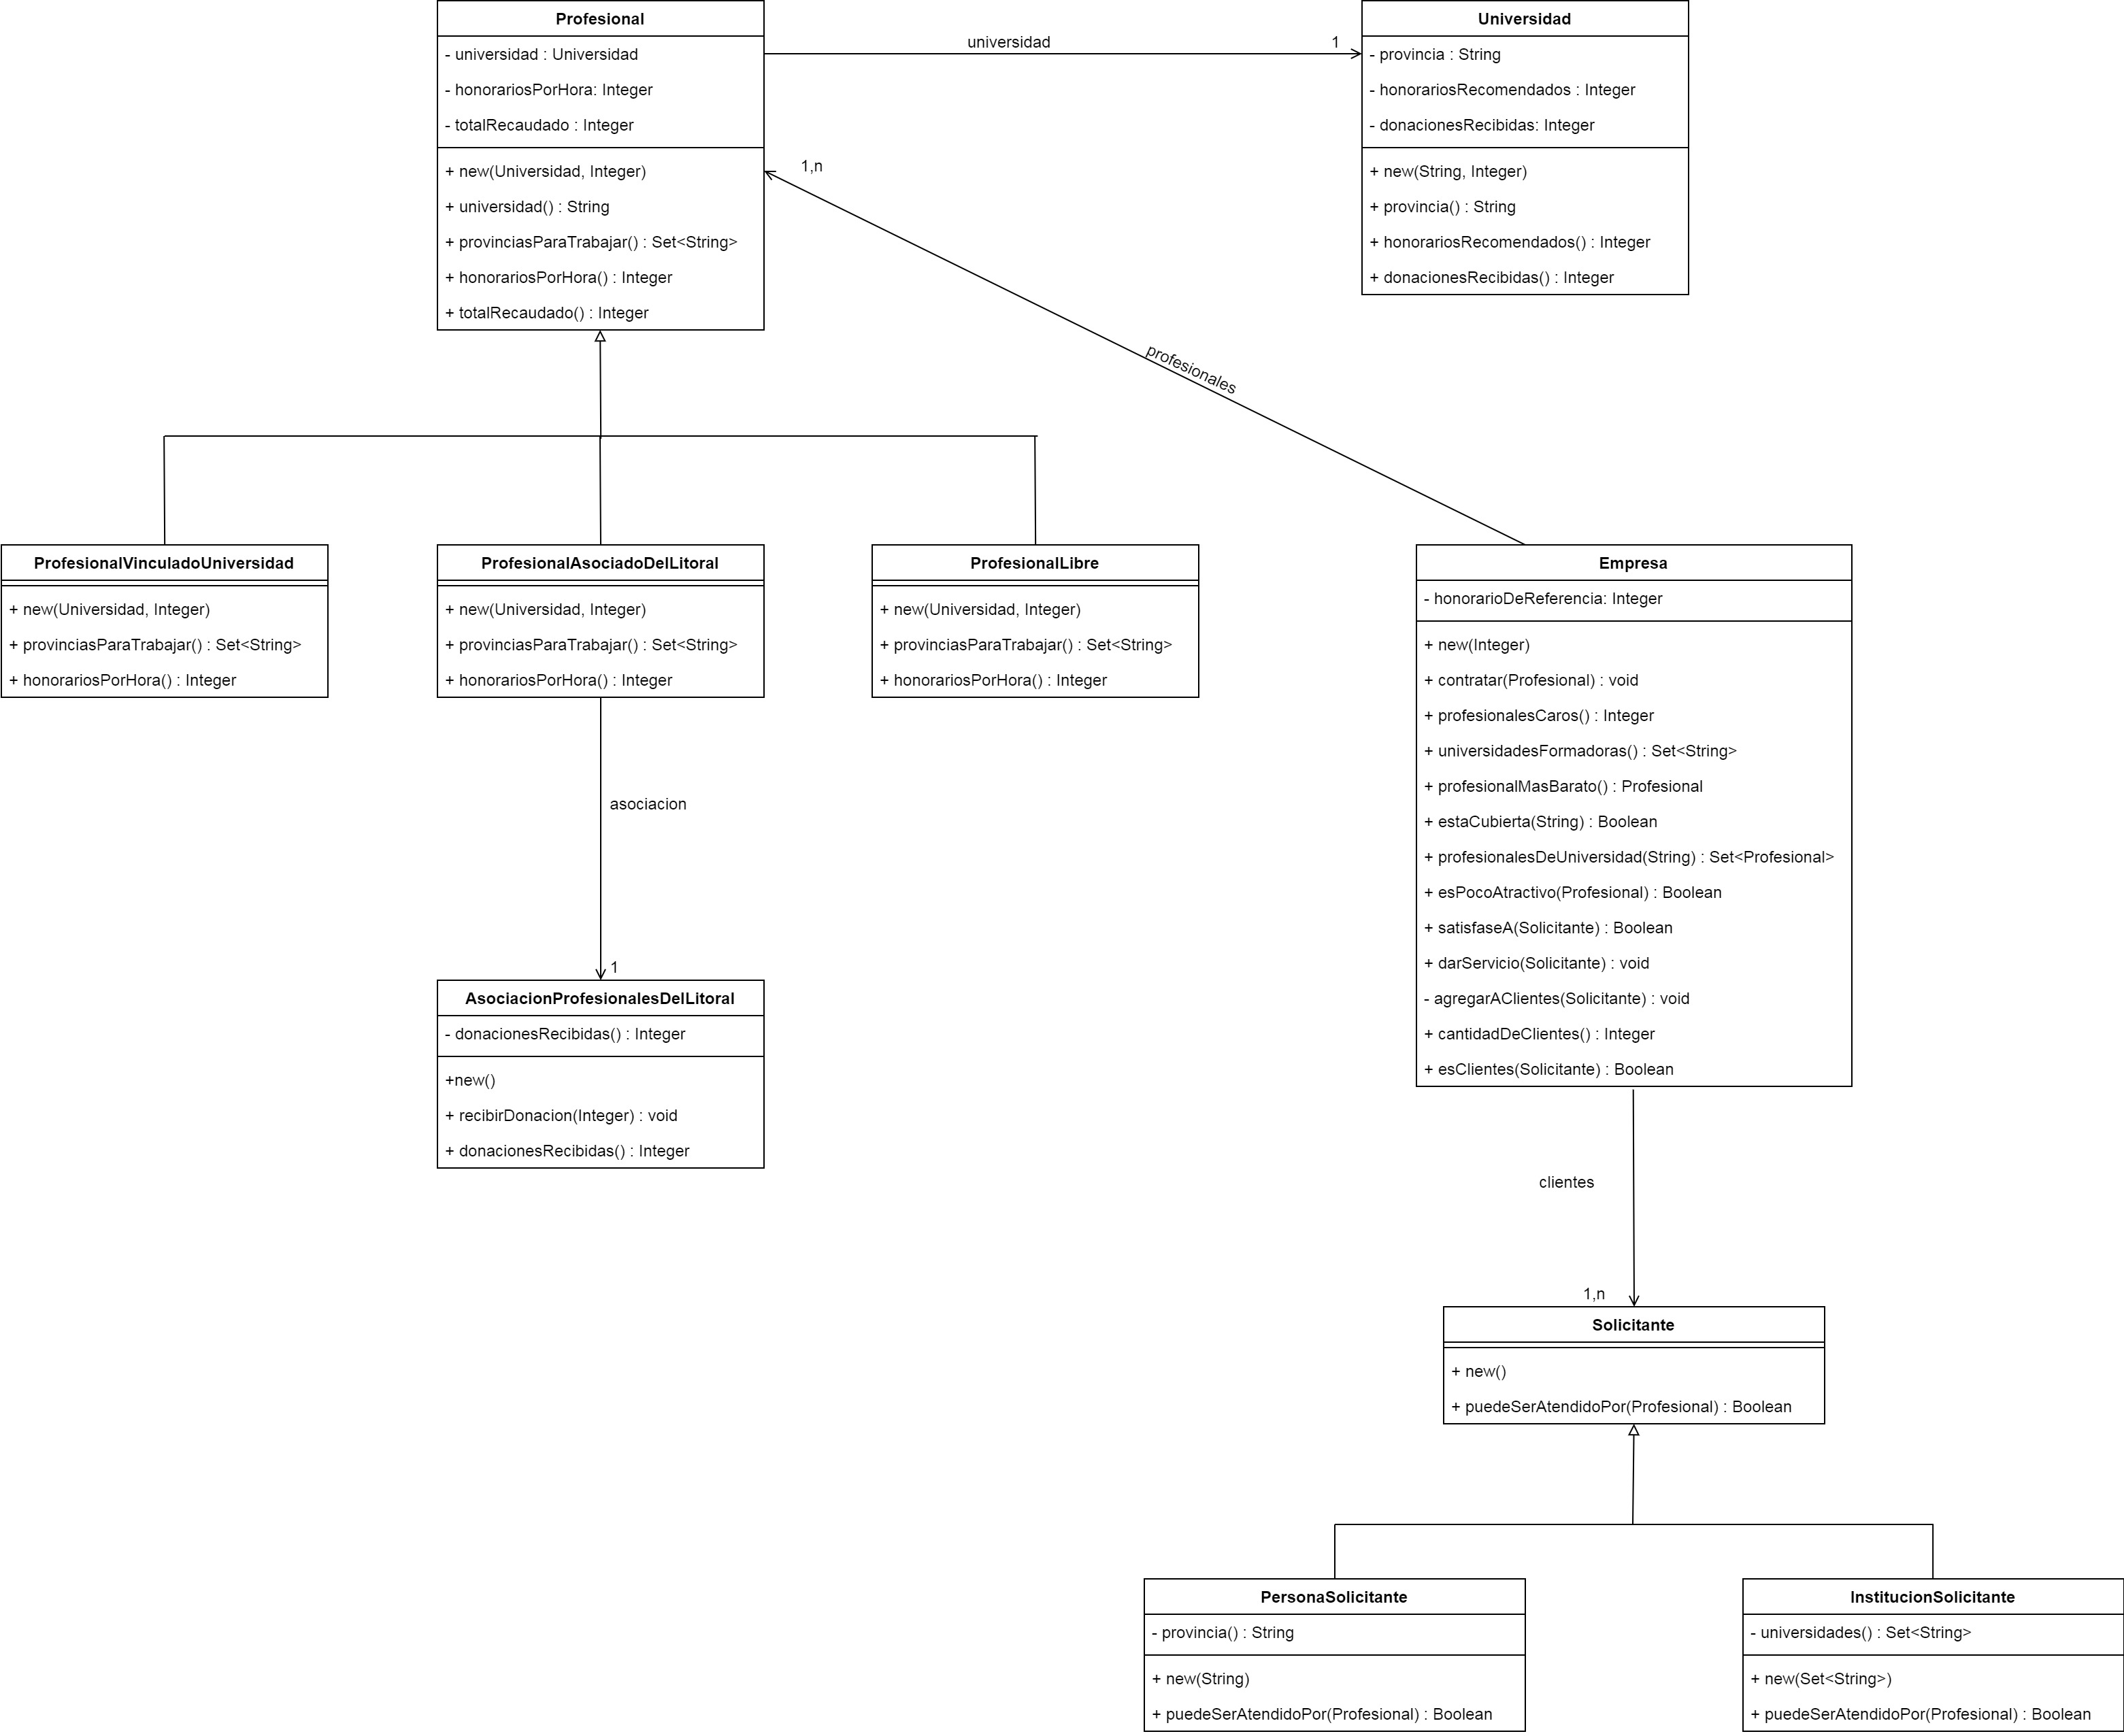 Profesional
- universidad : Universidad
- honorariosPorHora: Integer
- totalRecaudado : Integer
+ new(Universidad, Integer)
+ universidad() : String
+ provinciasParaTrabajar() : Set<String>
+ honorariosPorHora() : Integer
+ totalRecaudado() : Integer
universidad
1
Universidad
- provincia : String
- honorariosRecomendados : Integer
- donacionesRecibidas: Integer
+ new(String, Integer)
+ provincia() : String
+ honorariosRecomendados() : Integer
+ donacionesRecibidas() : Integer
1,n
profesionales
ProfesionalVinculadoUniversidad
+ new(Universidad, Integer)
+ provinciasParaTrabajar() : Set<String>
+ honorariosPorHora() : Integer
ProfesionalAsociadoDelLitoral
+ new(Universidad, Integer)
+ provinciasParaTrabajar() : Set<String>
+ honorariosPorHora() : Integer
ProfesionalLibre
+ new(Universidad, Integer)
+ provinciasParaTrabajar() : Set<String>
+ honorariosPorHora() : Integer
Empresa
- honorarioDeReferencia: Integer
+ new(Integer)
+ contratar(Profesional) : void
+ profesionalesCaros() : Integer
+ universidadesFormadoras() : Set<String>
+ profesionalMasBarato() : Profesional
+ estaCubierta(String) : Boolean
+ profesionalesDeUniversidad(String) : Set<Profesional>
+ esPocoAtractivo(Profesional) : Boolean
+ satisfaseA(Solicitante) : Boolean
+ darServicio(Solicitante) : void
- agregarAClientes(Solicitante) : void
+ cantidadDeClientes() : Integer
+ esClientes(Solicitante) : Boolean
asociacion
1
AsociacionProfesionalesDelLitoral
- donacionesRecibidas() : Integer
+new()
+ recibirDonacion(Integer) : void
+ donacionesRecibidas() : Integer
clientes
1,n
Solicitante
+ new()
+ puedeSerAtendidoPor(Profesional) : Boolean
PersonaSolicitante
- provincia() : String
+ new(String)
+ puedeSerAtendidoPor(Profesional) : Boolean
InstitucionSolicitante
- universidades() : Set<String>
+ new(Set<String>)
+ puedeSerAtendidoPor(Profesional) : Boolean